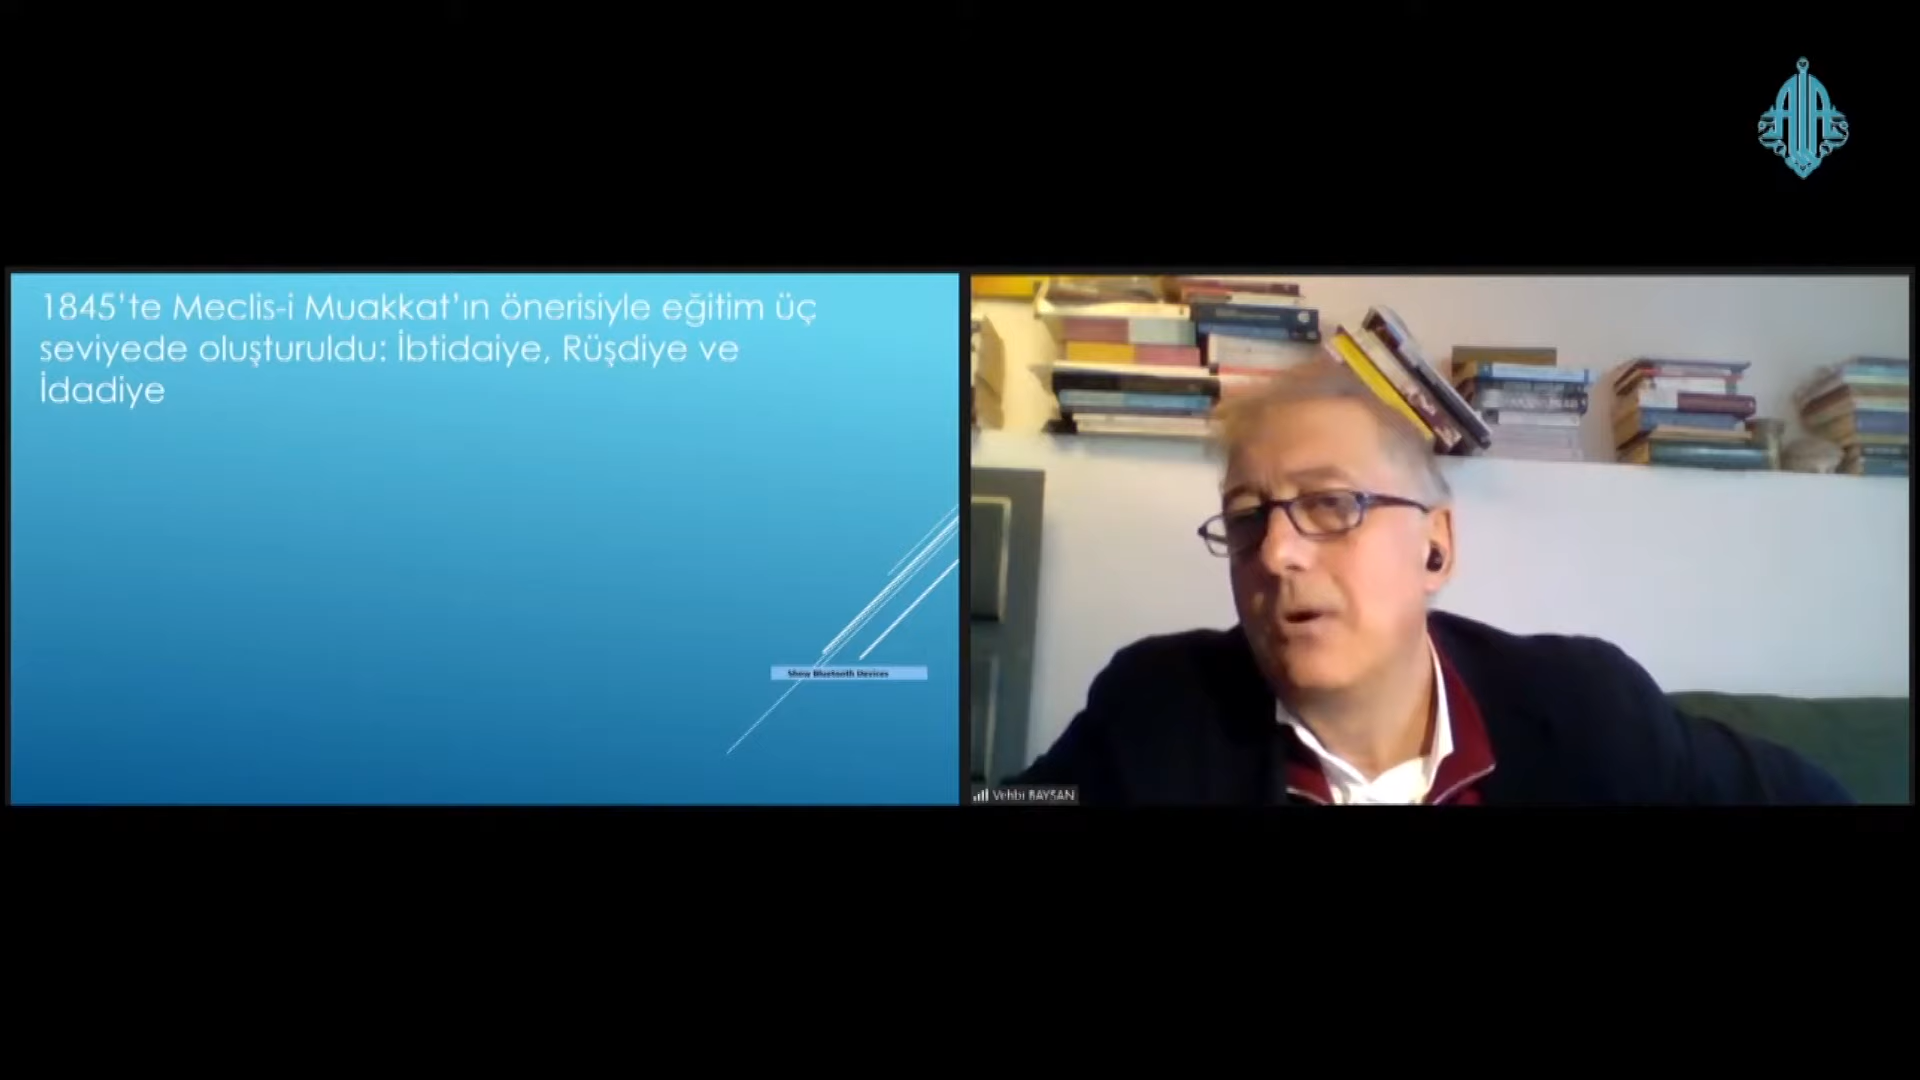 1845’te Meclis-i Muakkat’ın önerisiyle eğitim üç
seviyede oluşturuldu: İbtidaiye, Rüşdiye ve
İdadiye
Show Bluetooth Devices
Vehbi BAYSAN